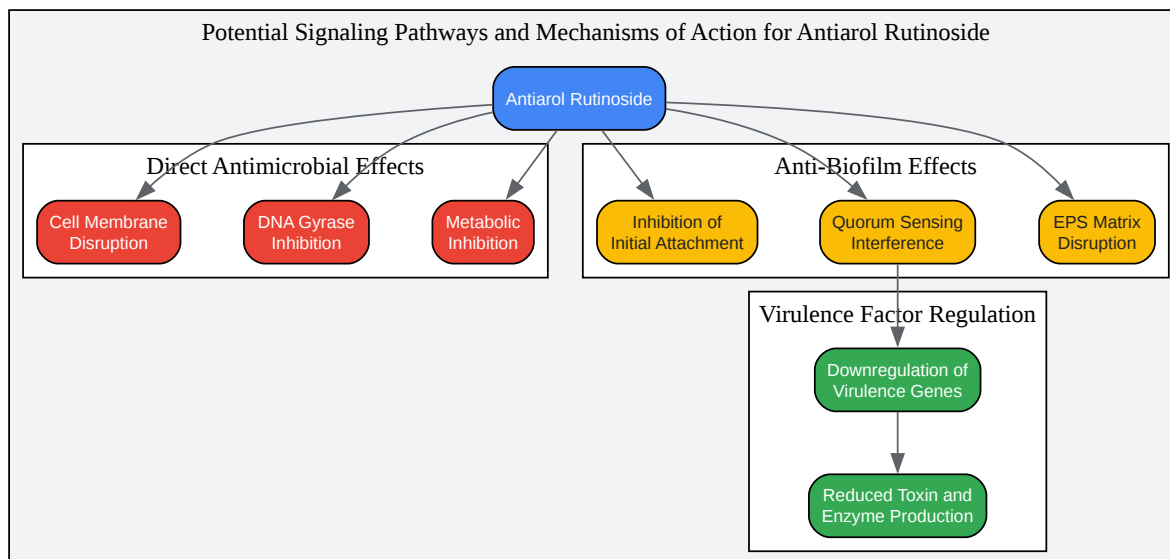 Potential Signaling Pathways and Mechanisms of Action for Antiarol Rutinoside
Antiarol Rutinoside
Direct Antimicrobial Effects
Cell Membrane
Disruption
DNA Gyrase
Inhibition
Metabolic
Inhibition
Anti-Biofilm Effects
Inhibition of
Initial Attachment
Quorum Sensing
Interference
EPS Matrix
Disruption
Virulence Factor Regulation
Downregulation of
Virulence Genes
Reduced Toxin and
Enzyme Production